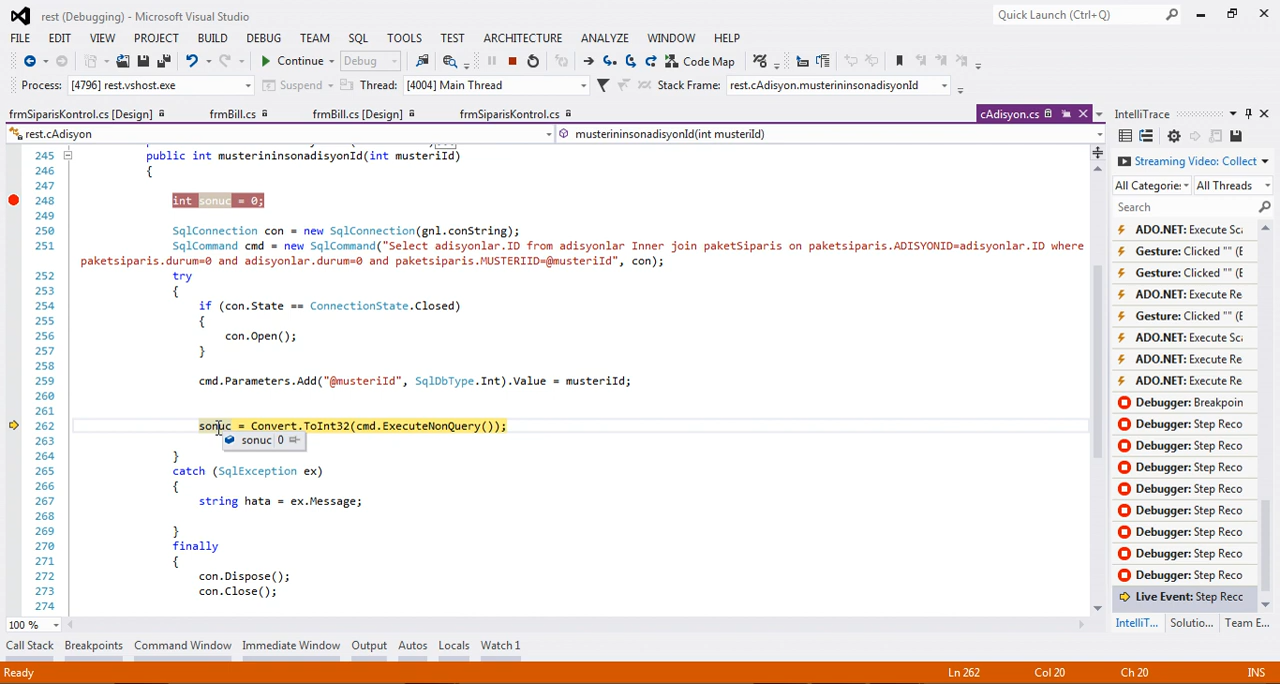 rest (Debugging) - Microsoft Visual Studio
Quick Launch (Ctrl+Q)
FILE EDIT VIEW PROJECT BUILD DEBUG TEAM SQL TOOLS TEST ARCHITECTURE ANALYZE WINDOW HELP
Continue Debug Code Map
Process: [4796] rest.vshost.exe Suspend Thread: [4004] Main Thread Stack Frame: rest.cAdisyon.musterininsonadisyonId
frmSiparisKontrol.cs [Design] frmBill.cs frmBill.cs [Design] frmSiparisKontrol.cs cAdisyon.cs IntelliTrace
rest.cAdisyon musterininsonadisyonId(int musteriId)
245 public int musterininsonadisyonId(int musteriId)
246 {
247
248 int sonuc = 0;
249
250 SqlConnection con = new SqlConnection(gnl.conString);
251 SqlCommand cmd = new SqlCommand("Select adisyonlar.ID from adisyonlar Inner join paketSiparis on paketsiparis.ADISYONID=adisyonlar.ID where
paketsiparis.durum=0 and adisyonlar.durum=0 and paketsiparis.MUSTERIID=@musteriId", con);
252 try
253 {
254 if (con.State == ConnectionState.Closed)
255 {
256 con.Open();
257 }
258
259 cmd.Parameters.Add("@musteriId", SqlDbType.Int).Value = musteriId;
260
261
262 sonuc = Convert.ToInt32(cmd.ExecuteNonQuery());
263 sonuc 0
264 }
265 catch (SqlException ex)
266 {
267 string hata = ex.Message;
268
269 }
270 finally
271 {
272 con.Dispose();
273 con.Close();
274
100 %
Streaming Video: Collect
All Categorie: All Threads
Search
ADO.NET: Execute Sca
Gesture: Clicked "" (E
Gesture: Clicked "" (E
ADO.NET: Execute Re
Gesture: Clicked "" (E
ADO.NET: Execute Sca
ADO.NET: Execute Re
ADO.NET: Execute Re
Debugger: Breakpoin
Debugger: Step Reco
Debugger: Step Reco
Debugger: Step Reco
Debugger: Step Reco
Debugger: Step Reco
Debugger: Step Reco
Debugger: Step Reco
Debugger: Step Reco
Live Event: Step Recc
IntelliT... Solutio... Team E...
Call Stack Breakpoints Command Window Immediate Window Output Autos Locals Watch 1
Ready Ln 262 Col 20 Ch 20 INS